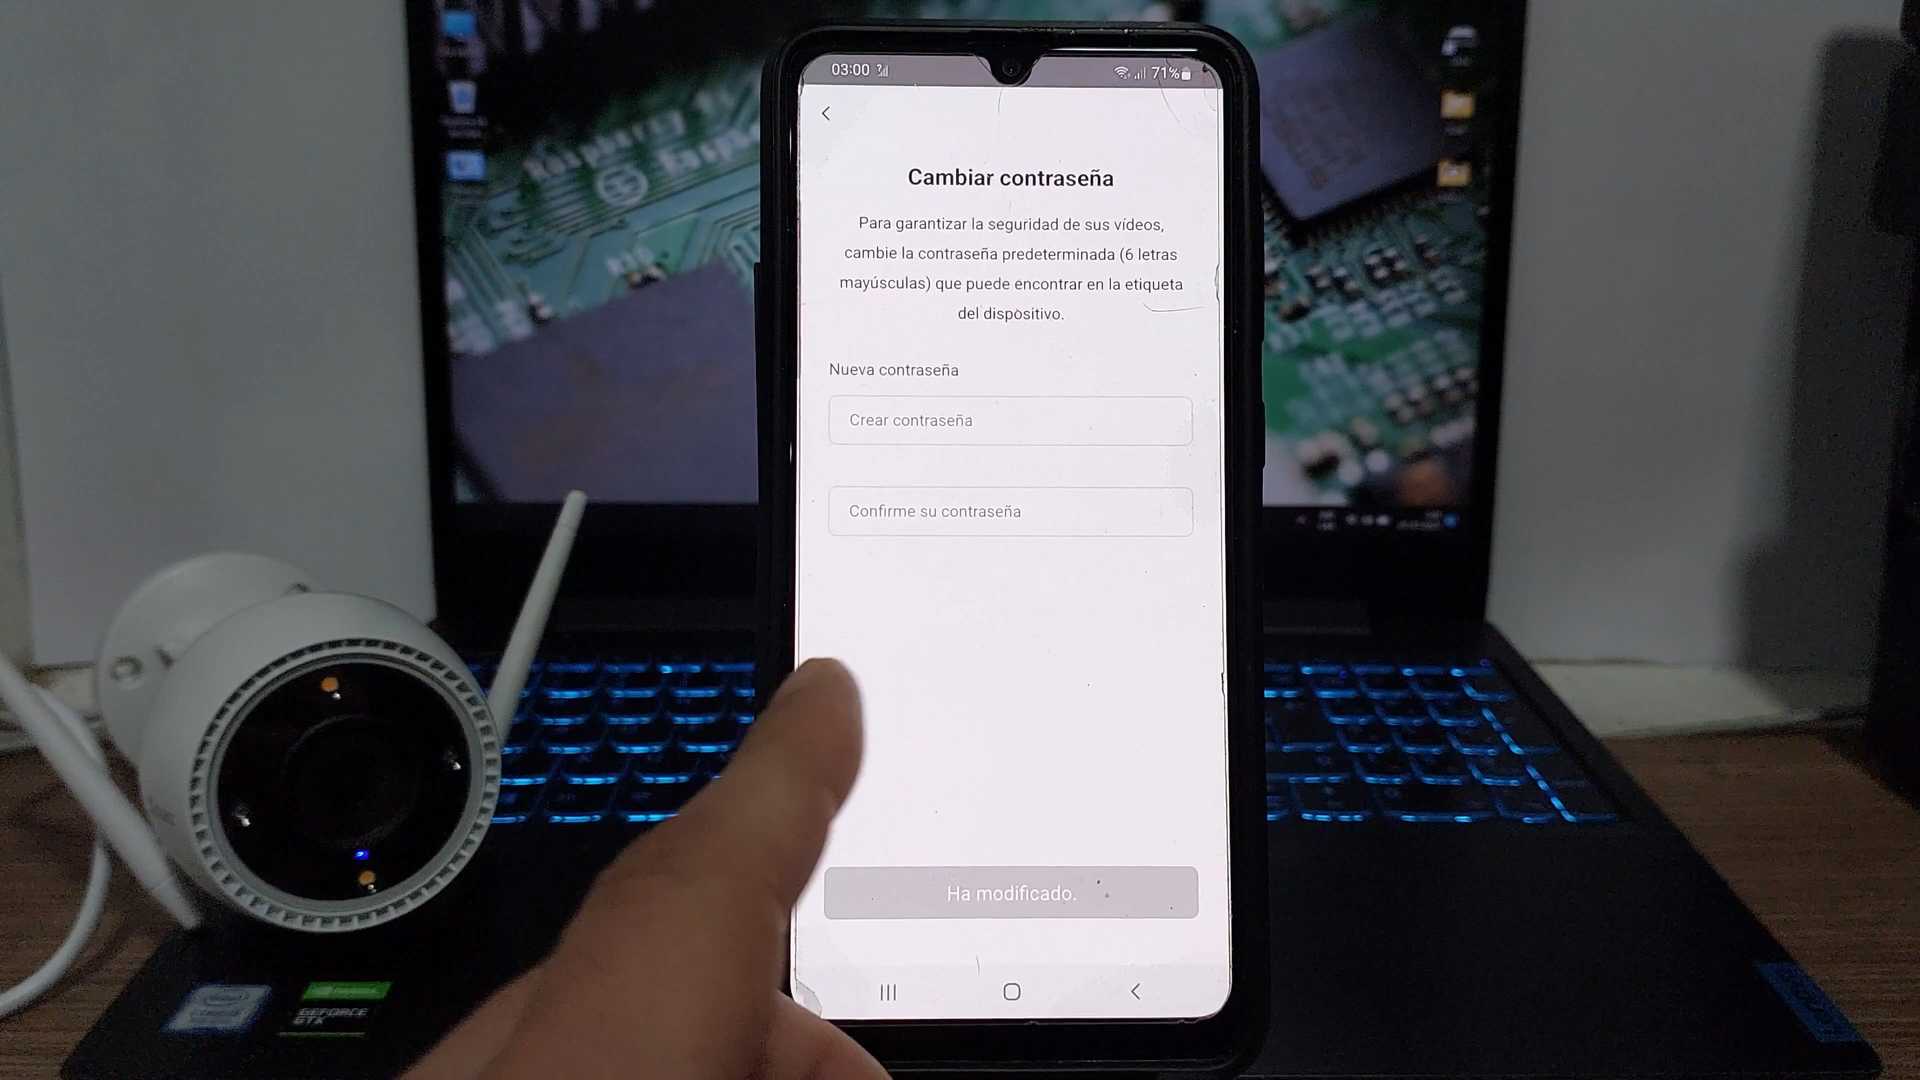 03:00
71%
Cambiar contraseña
Para garantizar la seguridad de sus vídeos,
cambie la contraseña predeterminada (6 letras
mayúsculas) que puede encontrar en la etiqueta
del dispositivo.
Nueva contraseña
Crear contraseña
Confirme su contraseña
Ha modificado.
Raspberry
GEFORCE
GTX